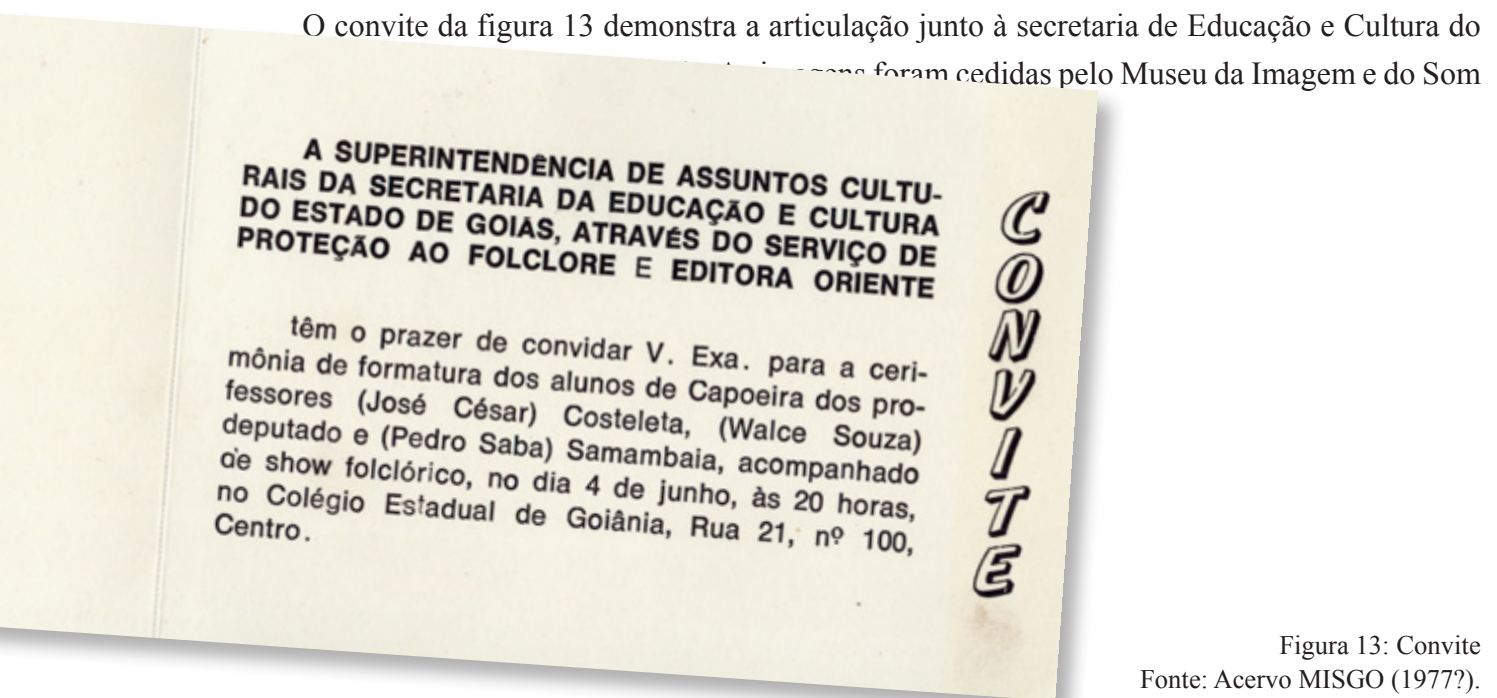 O convite da figura 13 demonstra a articulação junto à secretaria de Educação e Cultura do
foram cedidas pelo Museu da Imagem e do Som
A SUPERINTENDÊNCIA DE ASSUNTOS CULTU-
RAIS DA SECRETARIA DA EDUCAÇÃO E CULTURA
DO ESTADO DE GOIÁS, ATRAVÉS DO SERVIÇO DE
PROTEÇÃO AO FOLCLORE E EDITORA ORIENTE
têm o prazer de convidar V. Exa. para a ceri-
mônia de formatura dos alunos de Capoeira dos pro-
fessores (José César) Costeleta, (Walce Souza)
deputado e (Pedro Saba) Samambaia, acompanhado
de show folclórico, no dia 4 de junho, às 20 horas,
no Colégio Estadual de Goiânia, Rua 21, nº 100,
Centro.
CONVITE
Figura 13: Convite
Fonte: Acervo MISGO (1977?).